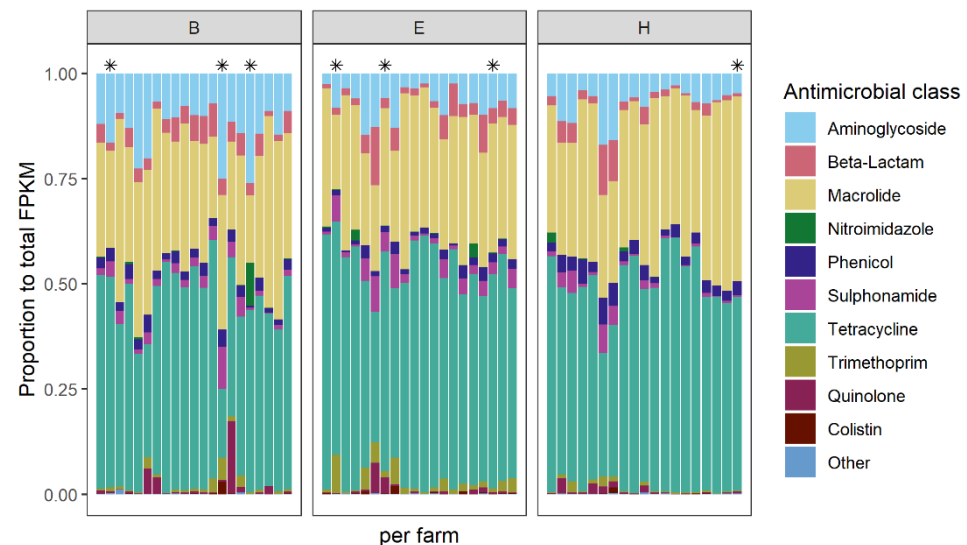 B E H
* * * * * * *
Proportion to total FPKM
1.00
0.75
0.50
0.25
0.00
per farm
Antimicrobial class
Aminoglycoside
Beta-Lactam
Macrolide
Nitroimidazole
Phenicol
Sulphonamide
Tetracycline
Trimethoprim
Quinolone
Colistin
Other